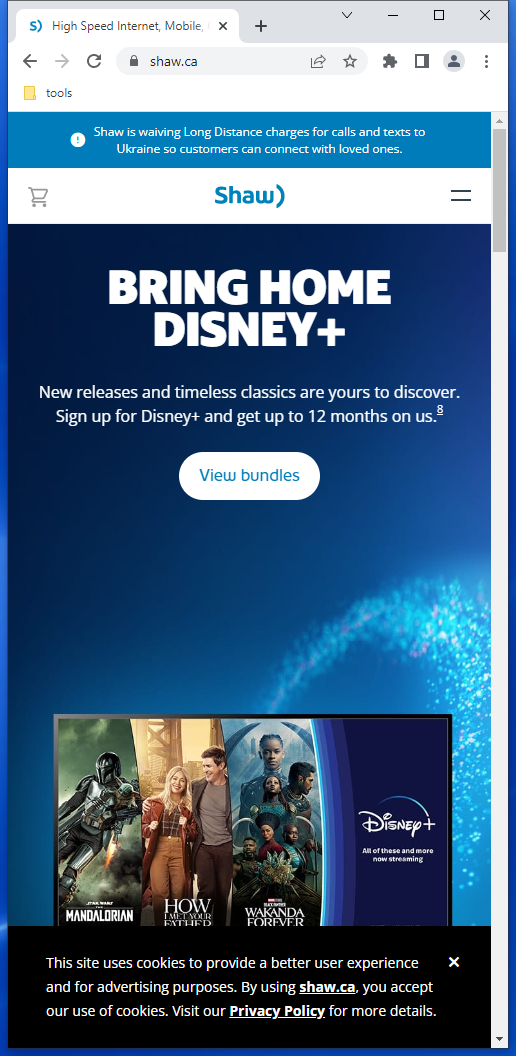 S) High Speed Internet, Mobile,
shaw.ca
tools
Shaw is waiving Long Distance charges for calls and texts to
Ukraine so customers can connect with loved ones.
Shaw)
BRING HOME
DISNEY+
New releases and timeless classics are yours to discover.
Sign up for Disney+ and get up to 12 months on us.8
View bundles
Disney+
All of these and more
now streaming
STAR WARS
THE
MANDALORIAN
HOW
I MET YOUR
FATHER
MARVEL STUDIOS
BLACK PANTHER
WAKANDA
FOREVER
This site uses cookies to provide a better user experience
and for advertising purposes. By using shaw.ca, you accept
our use of cookies. Visit our Privacy Policy for more details.